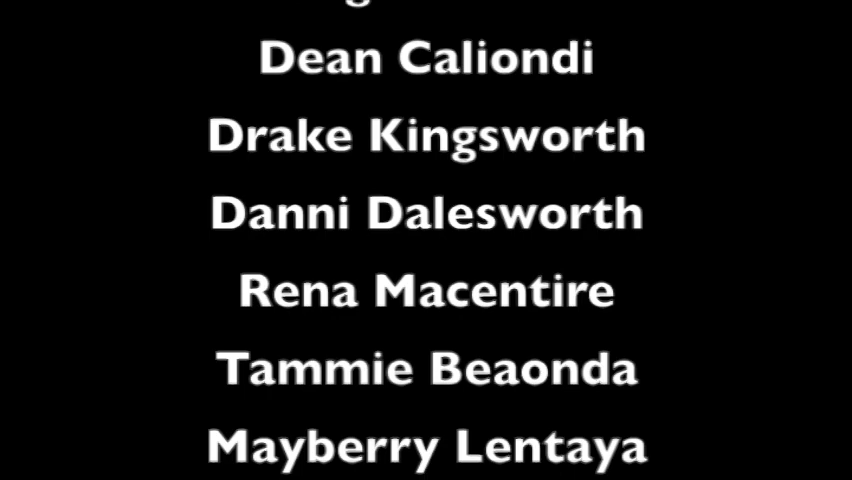 Dean Caliondi
Drake Kingsworth
Danni Dalesworth
Rena Macentire
Tammie Beaonda
Mayberry Lentaya